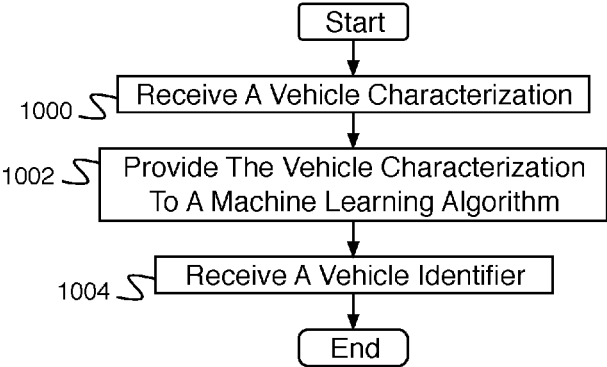 Start
1000
Receive A Vehicle Characterization
1002
Provide The Vehicle Characterization
To A Machine Learning Algorithm
1004
Receive A Vehicle Identifier
End